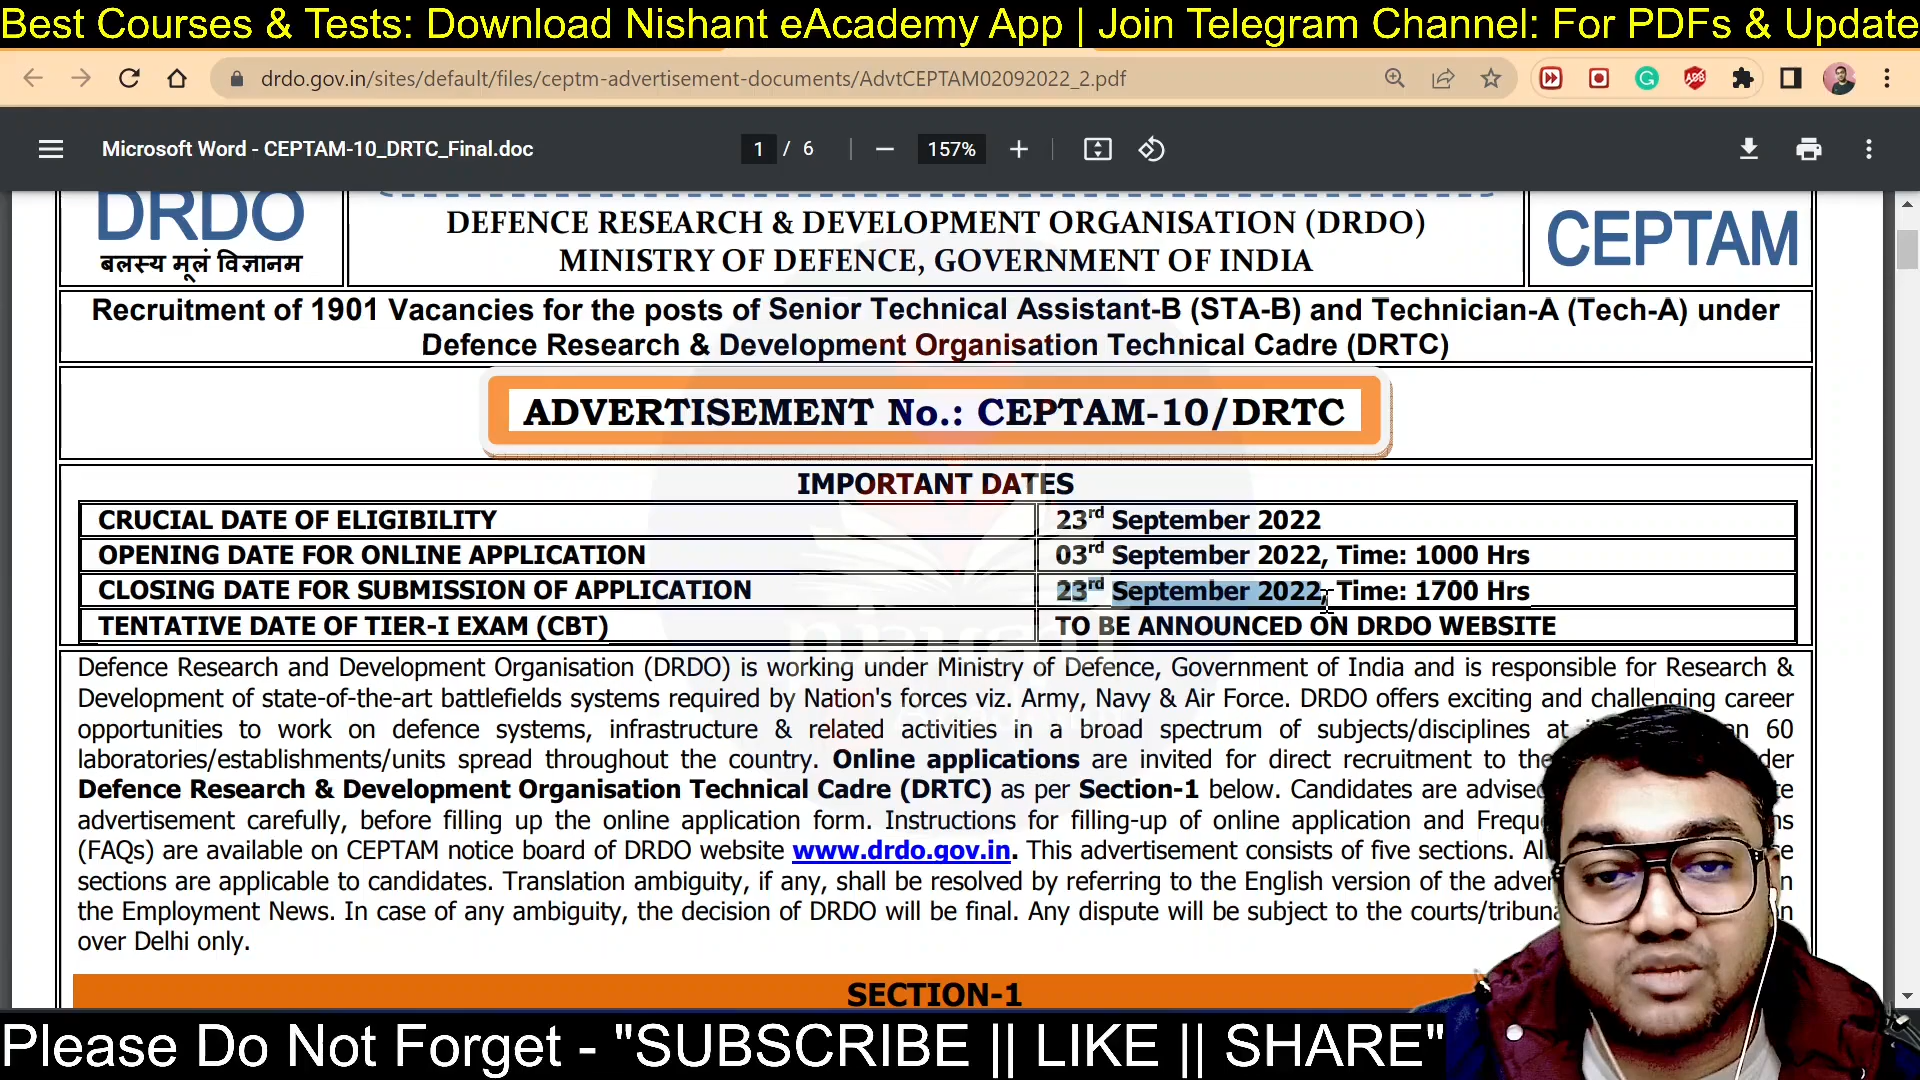 Best Courses & Tests: Download Nishant eAcademy App | Join Telegram Channel: For PDFs & Update
drdo.gov.in/sites/default/files/ceptm-advertisement-documents/AdvtCEPTAM02092022_2.pdf
Microsoft Word - CEPTAM-10_DRTC_Final.doc
1 / 6
157%
DRDO
बलस्य मूलं विज्ञानम
DEFENCE RESEARCH & DEVELOPMENT ORGANISATION (DRDO)
MINISTRY OF DEFENCE, GOVERNMENT OF INDIA
CEPTAM
Recruitment of 1901 Vacancies for the posts of Senior Technical Assistant-B (STA-B) and Technician-A (Tech-A) under
Defence Research & Development Organisation Technical Cadre (DRTC)
ADVERTISEMENT No.: CEPTAM-10/DRTC
IMPORTANT DATES
CRUCIAL DATE OF ELIGIBILITY 23rd September 2022
OPENING DATE FOR ONLINE APPLICATION 03rd September 2022, Time: 1000 Hrs
CLOSING DATE FOR SUBMISSION OF APPLICATION 23rd September 2022, Time: 1700 Hrs
TENTATIVE DATE OF TIER-I EXAM (CBT) TO BE ANNOUNCED ON DRDO WEBSITE
Defence Research and Development Organisation (DRDO) is working under Ministry of Defence, Government of India and is responsible for Research &
Development of state-of-the-art battlefields systems required by Nation's forces viz. Army, Navy & Air Force. DRDO offers exciting and challenging career
opportunities to work on defence systems, infrastructure & related activities in a broad spectrum of subjects/disciplines at 60
laboratories/establishments/units spread throughout the country. Online applications are invited for direct recruitment to the
Defence Research & Development Organisation Technical Cadre (DRTC) as per Section-1 below. Candidates are advised
advertisement carefully, before filling up the online application form. Instructions for filling-up of online application and
(FAQs) are available on CEPTAM notice board of DRDO website www.drdo.gov.in. This advertisement consists of five sections.
sections are applicable to candidates. Translation ambiguity, if any, shall be resolved by referring to the English version of the
the Employment News. In case of any ambiguity, the decision of DRDO will be final. Any dispute will be subject to the
over Delhi only.
SECTION-1
Please Do Not Forget - "SUBSCRIBE || LIKE || SHARE"